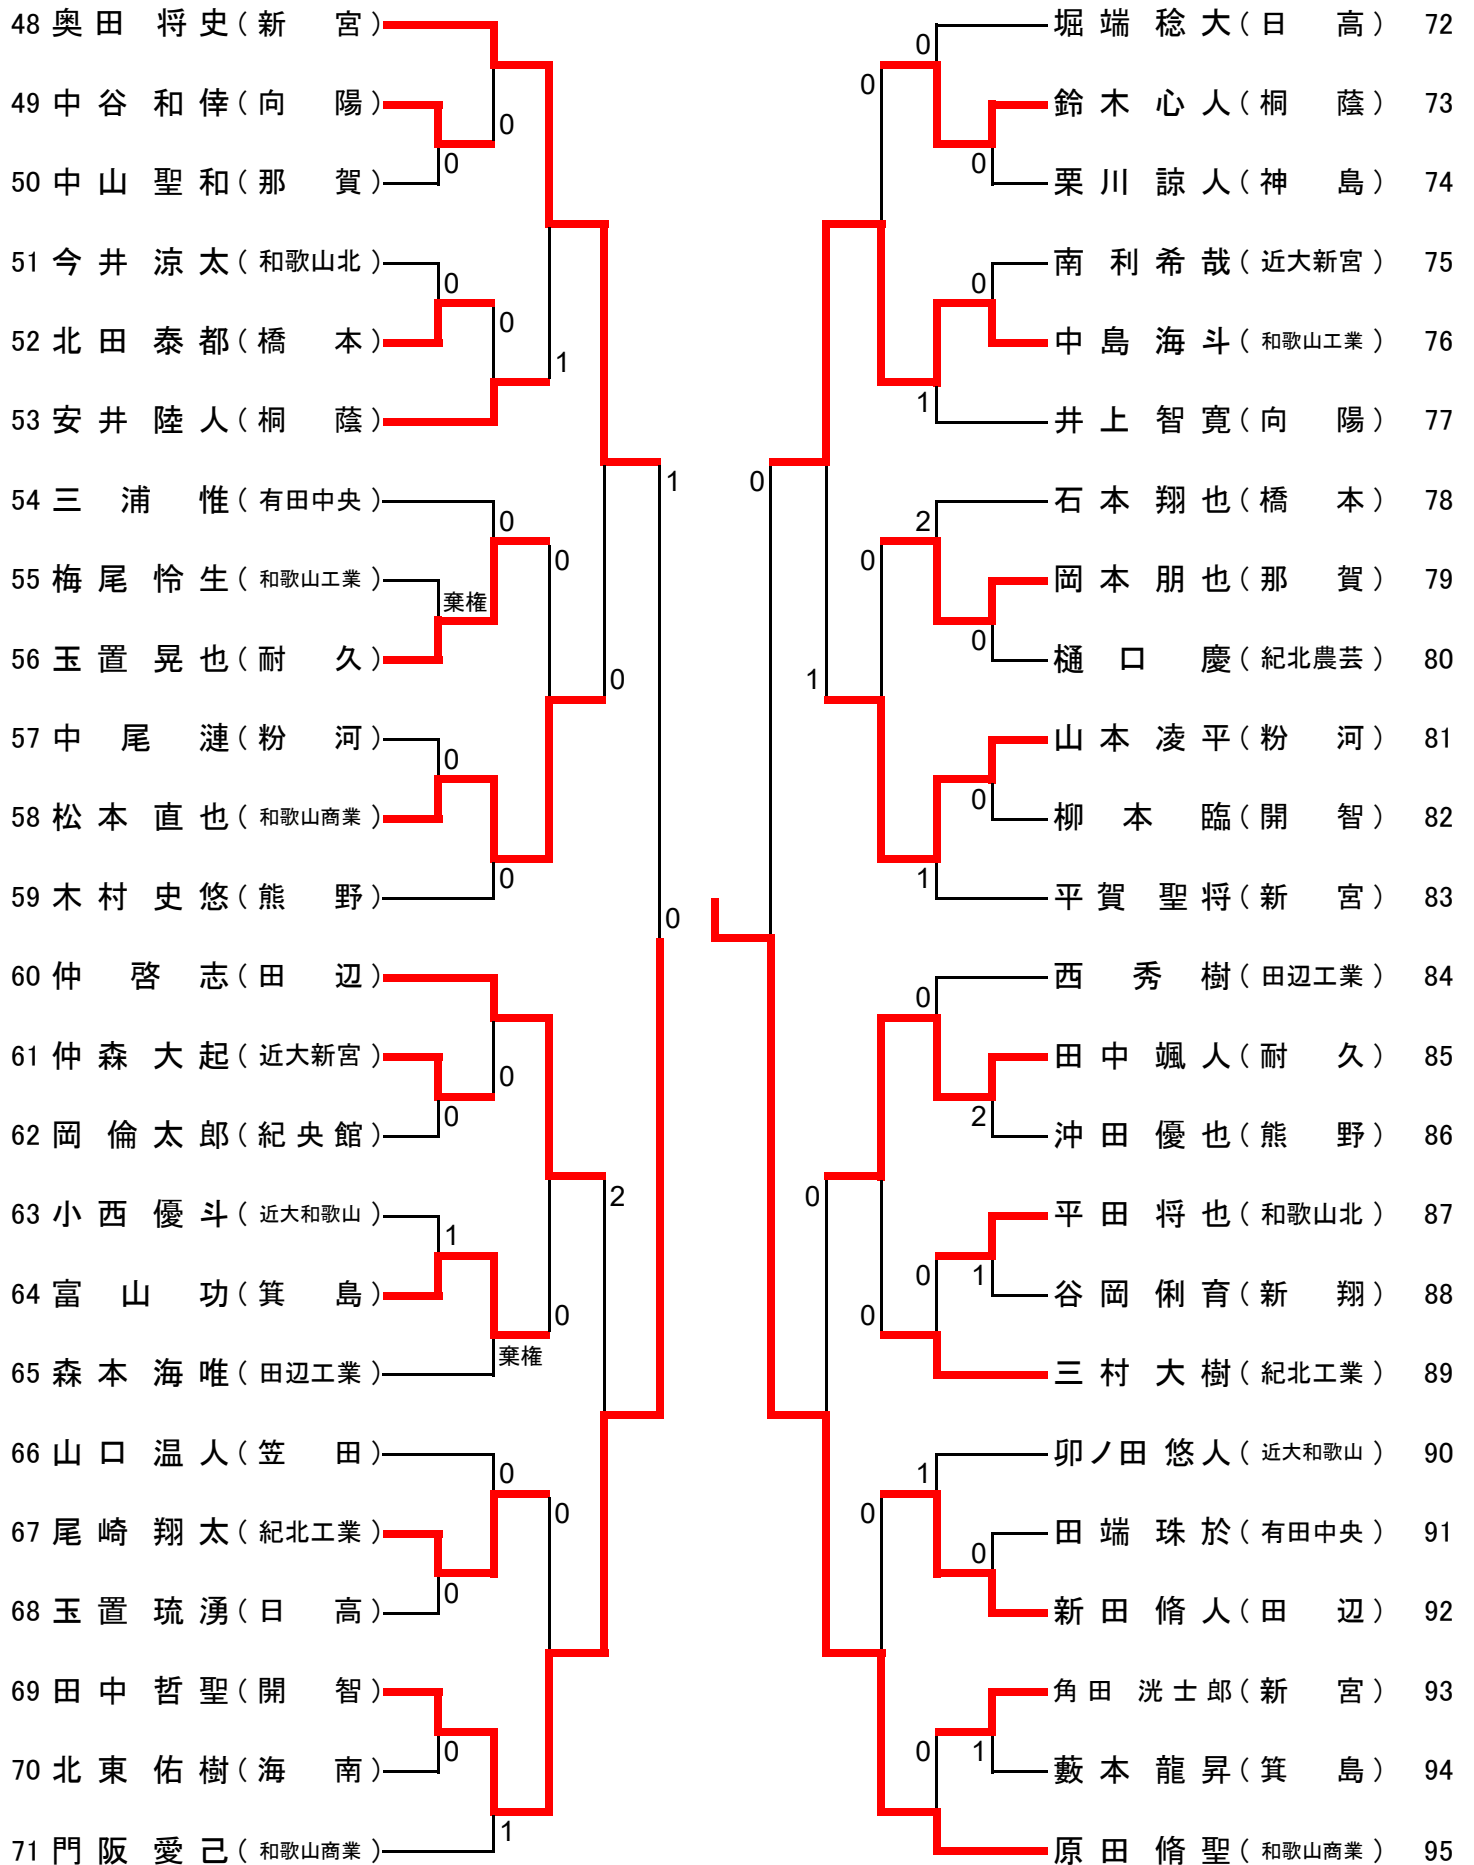 48 奥田 将史(新 宮)
49 中谷 和倖(向 陽)
0
0
50 中山 聖和(那 賀)
51 今井 涼太(和歌山北)
0
0
52 北田 泰都(橋 本)
1
53 安井 陸人(桐 蔭)
1
54 三浦 惟(有田中央)
0
0
55 梅尾 怜生(和歌山工業)
棄権
56 玉置 晃也(耐 久)
0
57 中尾 漣(粉 河)
0
58 松本 直也(和歌山商業)
0
59 木村 史悠(熊 野)
0
60 仲 啓志(田 辺)
61 仲森 大起(近大新宮)
0
0
62 岡 倫太郎(紀央館)
2
63 小西 優斗(近大和歌山)
1
64 富山 功(箕 島)
0
棄権
65 森本 海唯(田辺工業)
66 山口 温人(笠 田)
0
0
67 尾崎 翔太(紀北工業)
0
68 玉置 琉湧(日 高)
69 田中 哲聖(開 智)
0
70 北東 佑樹(海 南)
1
71 門阪 愛己(和歌山商業)
堀端 稔大(日 高) 72
0
0
鈴木 心人(桐 蔭) 73
0
栗川 諒人(神 島) 74
南 利希哉(近大新宮) 75
0
中島 海斗(和歌山工業) 76
1
井上 智寛(向 陽) 77
0
石本 翔也(橋 本) 78
2
0
岡本 朋也(那 賀) 79
0
樋口 慶(紀北農芸) 80
1
山本 凌平(粉 河) 81
0
柳本 臨(開 智) 82
1
平賀 聖将(新 宮) 83
西 秀樹(田辺工業) 84
0
田中 颯人(耐 久) 85
2
沖田 優也(熊 野) 86
0
平田 将也(和歌山北) 87
0
1
谷岡 俐育(新 翔) 88
0
三村 大樹(紀北工業) 89
卯ノ田 悠人(近大和歌山) 90
1
0
田端 珠於(有田中央) 91
0
新田 脩人(田 辺) 92
角田 洸士郎(新 宮) 93
0
1
藪本 龍昇(箕 島) 94
原田 脩聖(和歌山商業) 95